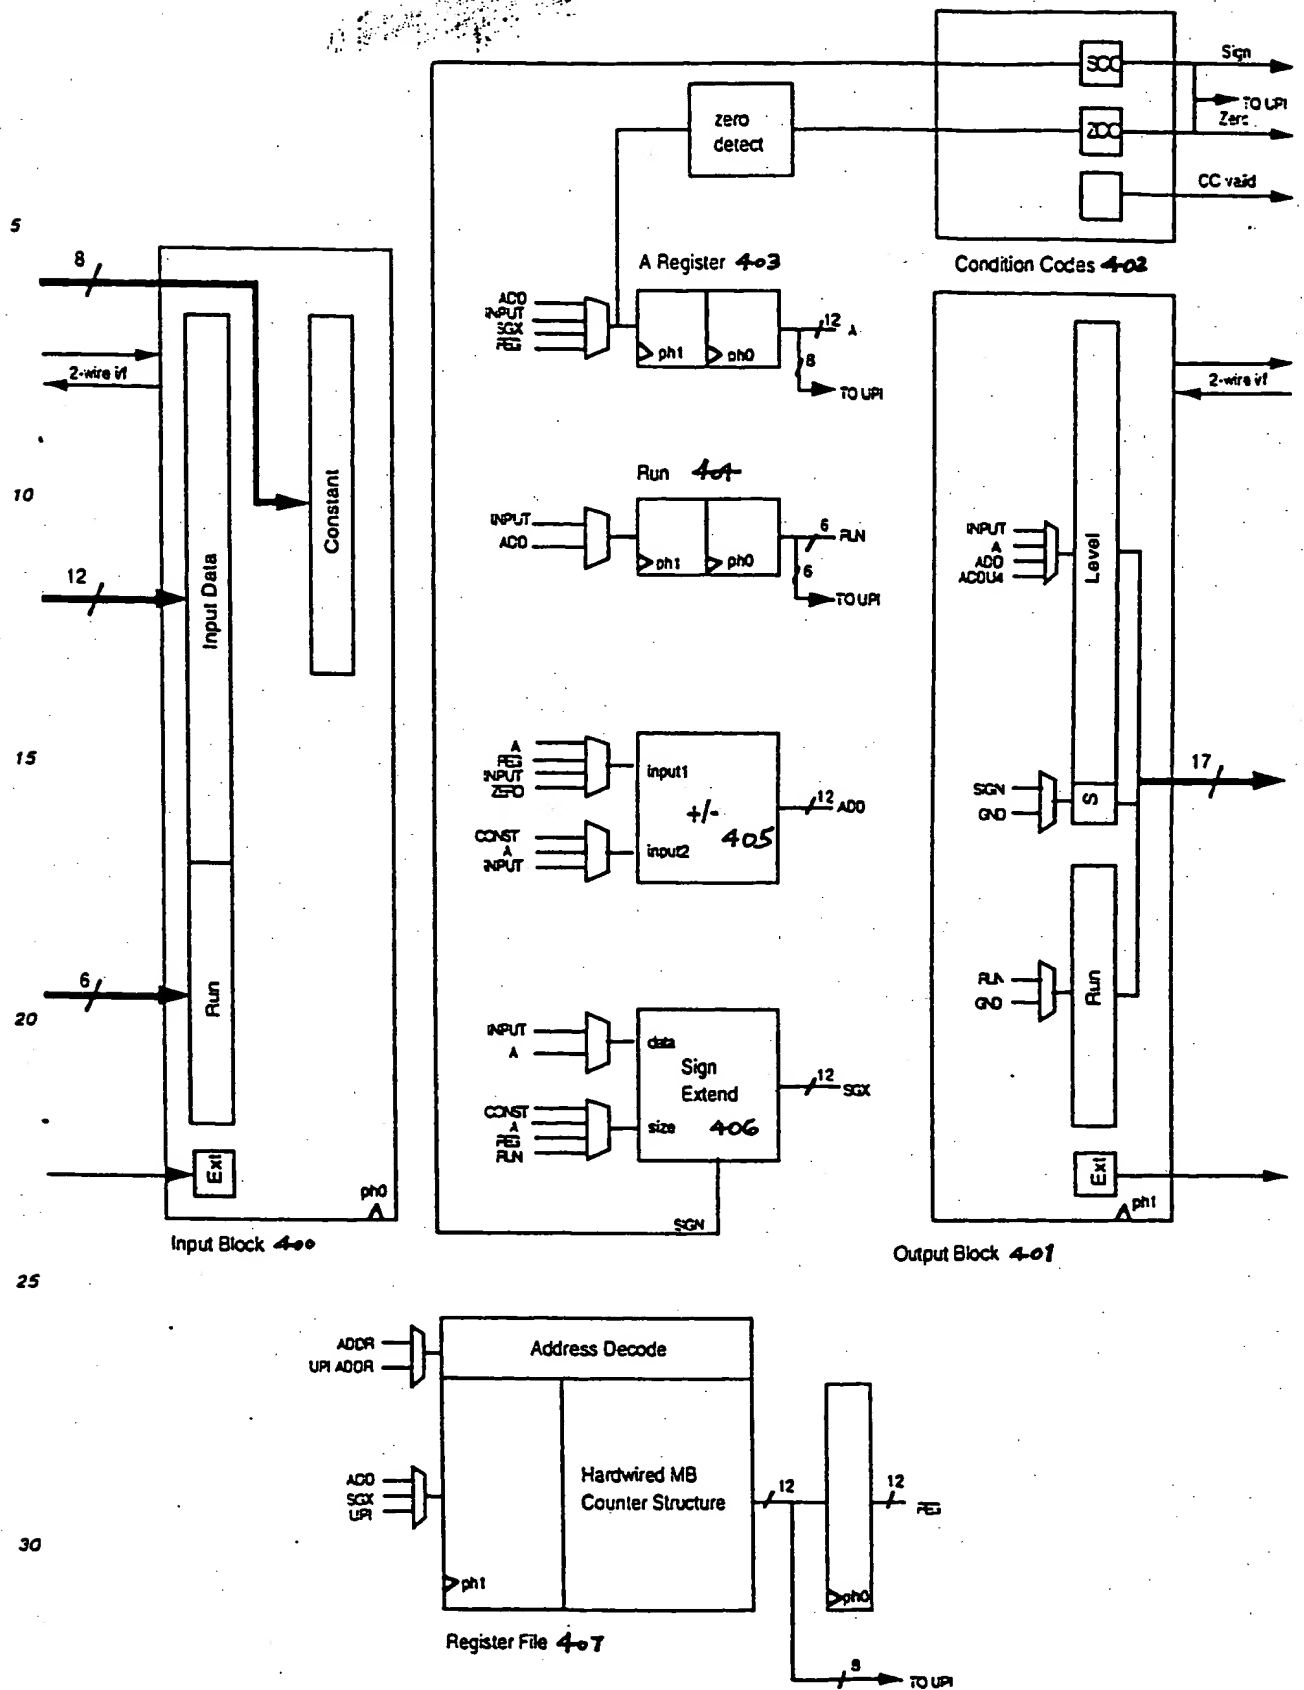 Sign
SCC
TO UPI
Zero
ZCC
zero
detect
CC valid
5
8
A Register 403
Condition Codes 402
ADD
INPUT
SGX
REG
12
A
ph1
ph0
8
TO UPI
2-wire i/f
2-wire i/f
Constant
Run 404
10
INPUT
ADD
6
RUN
ph1
ph0
6
TO UPI
INPUT
A
ADD
ADDU4
Level
12
Input Data
15
A
REG
INPUT
ZERO
input1
+/-
405
12
ADD
CONST
A
INPUT
input2
17
SIGN
GND
S
6
Run
20
RUN
GND
Run
INPUT
A
data
Sign
Extend
406
12
SGX
CONST
A
REG
RUN
size
Ext
ph0
Ext
ph1
SIGN
Input Block 400
Output Block 401
25
ADDR
UPI ADDR
Address Decode
ADD
SGX
UPI
Hardwired MB
Counter Structure
12
12
REG
30
ph1
ph0
Register File 407
8
TO UPI